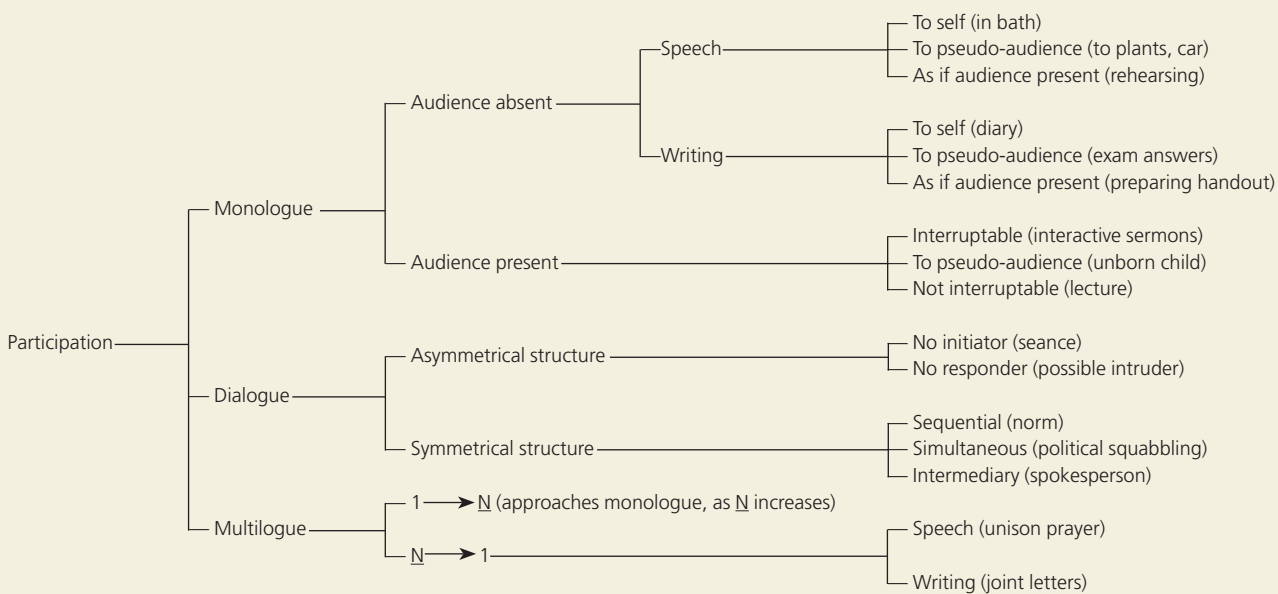 To self (in bath)
Speech
To pseudo-audience (to plants, car)
As if audience present (rehearsing)
Audience absent
To self (diary)
Writing
To pseudo-audience (exam answers)
As if audience present (preparing handout)
Monologue
Interruptable (interactive sermons)
Audience present
To pseudo-audience (unborn child)
Not interruptable (lecture)
Participation
No initiator (seance)
Asymmetrical structure
No responder (possible intruder)
Dialogue
Sequential (norm)
Symmetrical structure
Simultaneous (political squabbling)
Intermediary (spokesperson)
1 → N (approaches monologue, as N increases)
Multilogue
Speech (unison prayer)
N → 1
Writing (joint letters)